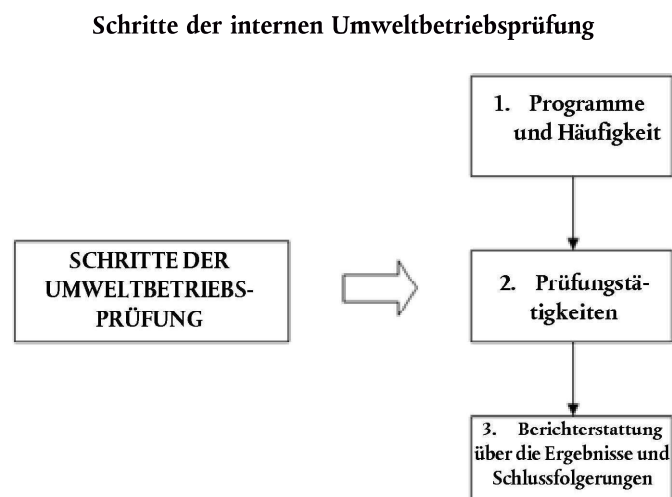 Schritte der internen Umweltbetriebsprüfung
1. Programme
und Häufigkeit
SCHRITTE DER
UMWELTBETRIEBS-
PRÜFUNG
2. Prüfungstä-
tigkeiten
3. Berichterstattung
über die Ergebnisse und
Schlussfolgerungen